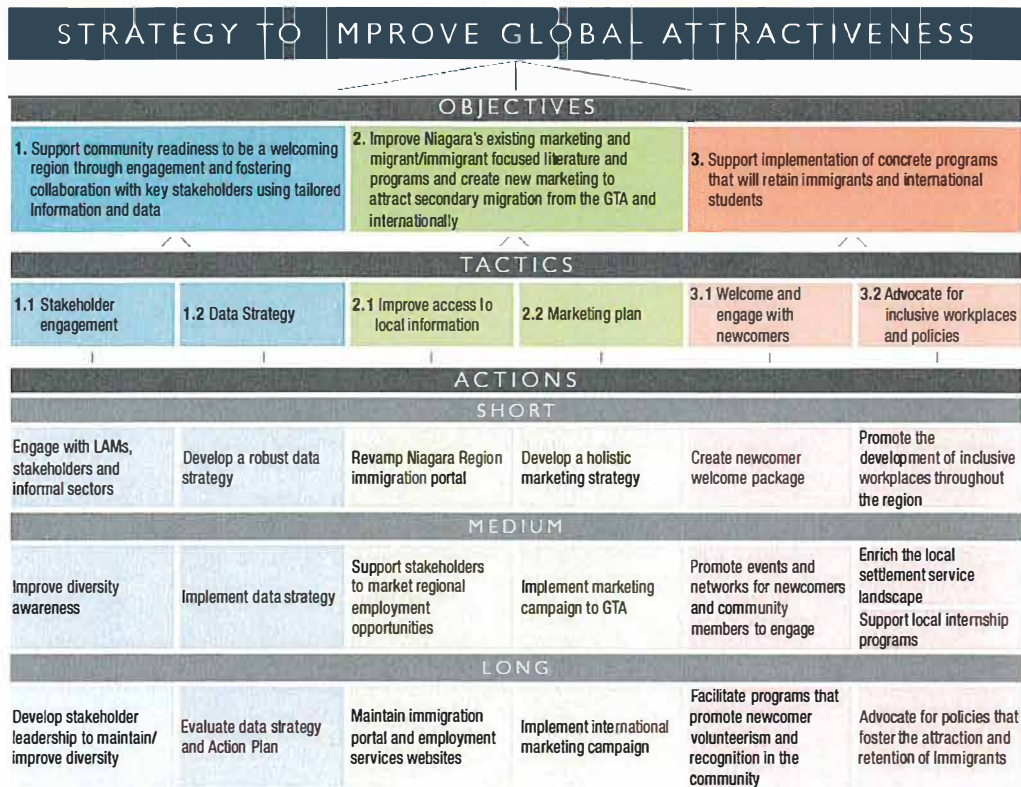 STRATEGY TO IMPROVE GLOBAL ATTRACTIVENESS
OBJECTIVES
1. Support community readiness to be a welcoming
region through engagement and fostering
collaboration with key stakeholders using tailored
Information and data
2. Improve Niagara's existing marketing and
migrant/immigrant focused literature and
programs and create new marketing to
attract secondary migration from the GTA and
internationally
3. Support implementation of concrete programs
that will retain immigrants and international
students
TACTICS
1.1 Stakeholder
engagement
1.2 Data Strategy
2.1 Improve access to
local information
2.2 Marketing plan
3.1 Welcome and
engage with
newcomers
3.2 Advocate for
inclusive workplaces
and policies
ACTIONS
SHORT
Engage with LAMs,
stakeholders and
informal sectors
Develop a robust data
strategy
Revamp Niagara Region
immigration portal
Develop a holistic
marketing strategy
Create newcomer
welcome package
Promote the
development of inclusive
workplaces throughout
the region
MEDIUM
Improve diversity
awareness
Implement data strategy
Support stakeholders
to market regional
employment
opportunities
Implement marketing
campaign to GTA
Promote events and
networks for newcomers
and community
members to engage
Enrich the local
settlement service
landscape
Support local internship
programs
LONG
Develop stakeholder
leadership to maintain/
improve diversity
Evaluate data strategy
and Action Plan
Maintain immigration
portal and employment
services websites
Implement international
marketing campaign
Facilitate programs that
promote newcomer
volunteerism and
recognition in the
community
Advocate for policies that
foster the attraction and
retention of Immigrants